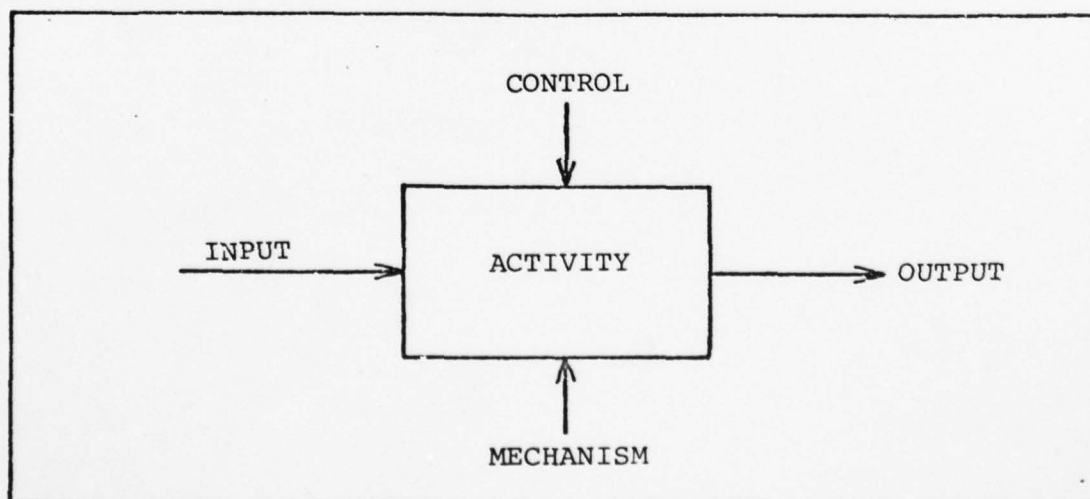 CONTROL
INPUT
ACTIVITY
OUTPUT
MECHANISM